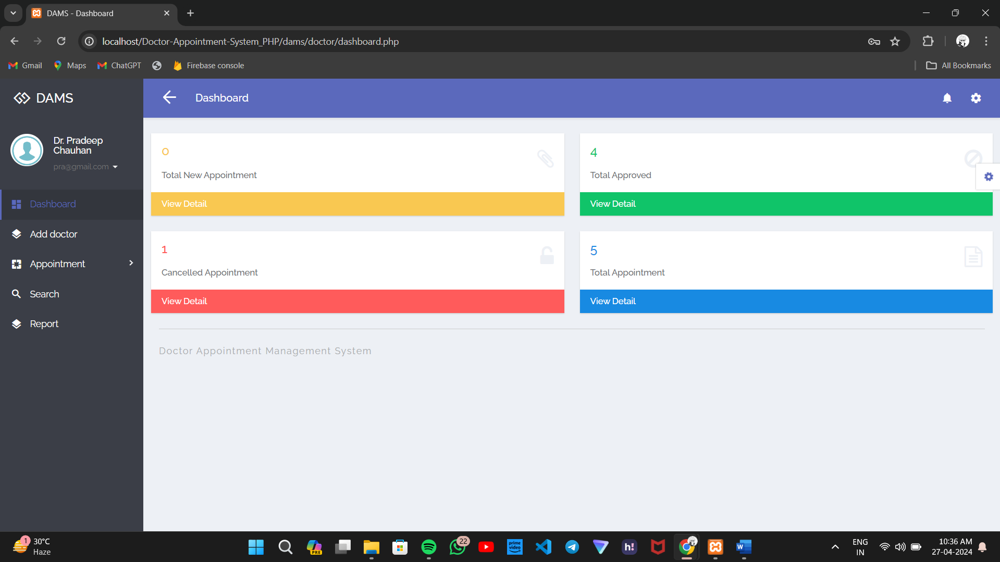 DAMS - Dashboard
localhost/Doctor-Appointment-System_PHP/dams/doctor/dashboard.php
Gmail
Maps
ChatGPT
Firebase console
All Bookmarks
DAMS
Dashboard
Dr. Pradeep
Chauhan
pra@gmail.com
Dashboard
Add doctor
Appointment
Search
Report
0
Total New Appointment
View Detail
4
Total Approved
View Detail
1
Cancelled Appointment
View Detail
5
Total Appointment
View Detail
Doctor Appointment Management System
1
30°C
Haze
PRE
22
prime
video
h!
W
ENG
IN
10:36 AM
27-04-2024